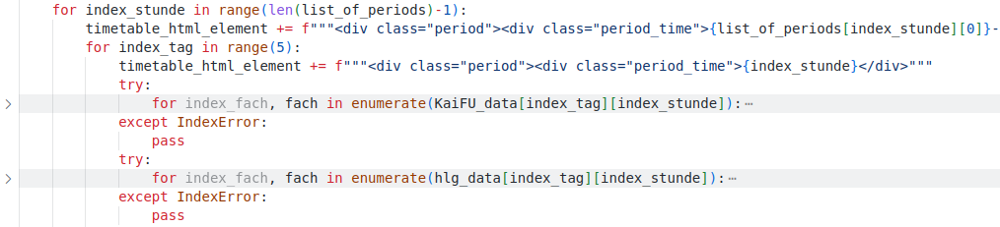 for index_stunde in range(len(list_of_periods)-1):
timetable_html_element += f"""<div class="period"><div class="period_time">{list_of_periods[index_stunde][0]}-
for index_tag in range(5):
timetable_html_element += f"""<div class="period"><div class="period_time">{index_stunde}</div>"""
try:
for index_fach, fach in enumerate(KaiFU_data[index_tag][index_stunde]):⋯
except IndexError:
pass
try:
for index_fach, fach in enumerate(hlg_data[index_tag][index_stunde]):⋯
except IndexError:
pass